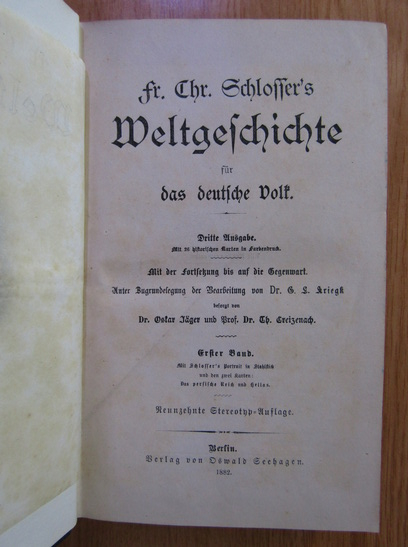 Fr. Chr. Schlosser's
Weltgeschichte
für
das deutsche Volk.
Dritte Ausgabe.
Mit 26 historischen Karten in Farbendruck.
Mit der Fortsetzung bis auf die Gegenwart.
Unter Zugrundelegung der Bearbeitung von Dr. G. L. Kriegk
besorgt von
Dr. Oskar Jäger und Prof. Dr. Th. Creizenach.
Erster Band.
Mit Schlosser's Portrait in Stahlstich
und den zwei Karten:
Das persische Reich und Hellas.
Neunzehnte Stereotyp-Auflage.
Berlin.
Verlag von Oswald Seehagen.
1882.